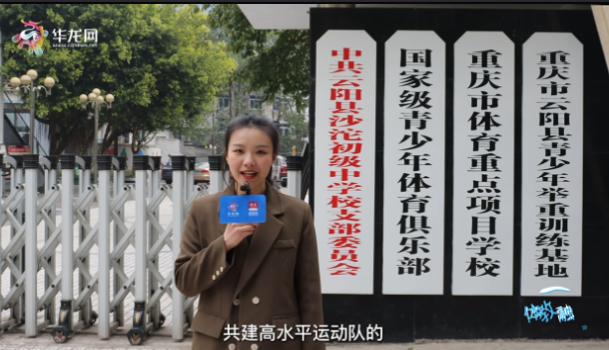 华龙网
中共云阳县沙沱初级中学校支部委员会
国家级青少年体育俱乐部
重庆市体育重点项目学校
重庆市云阳县青少年举重训练基地
华龙网
共建高水平运动队的